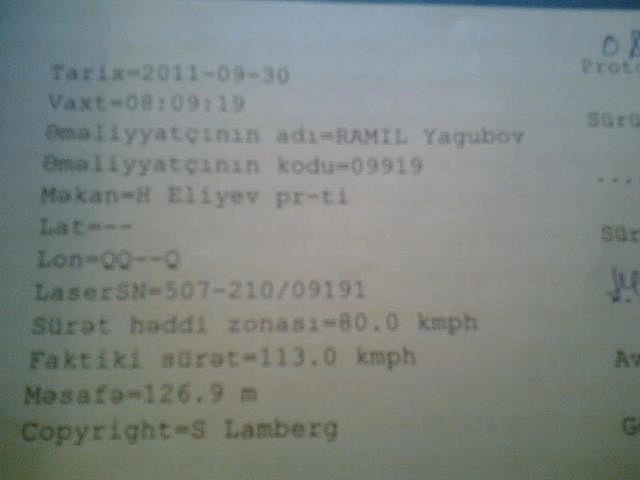 Tarix=2011-09-30
Vaxt=08:09:19
Əməliyyatçının adı=RAMIL Yagubov
Əməliyyatçının kodu=09919
Məkan=H Eliyev pr-ti
Lat=--
Lon=QQ--Q
LaserSN=507-210/09191
Sürət həddi zonası=80.0 kmph
Faktiki sürət=113.0 kmph
Məsafə=126.9 m
Copyright=S Lamberg